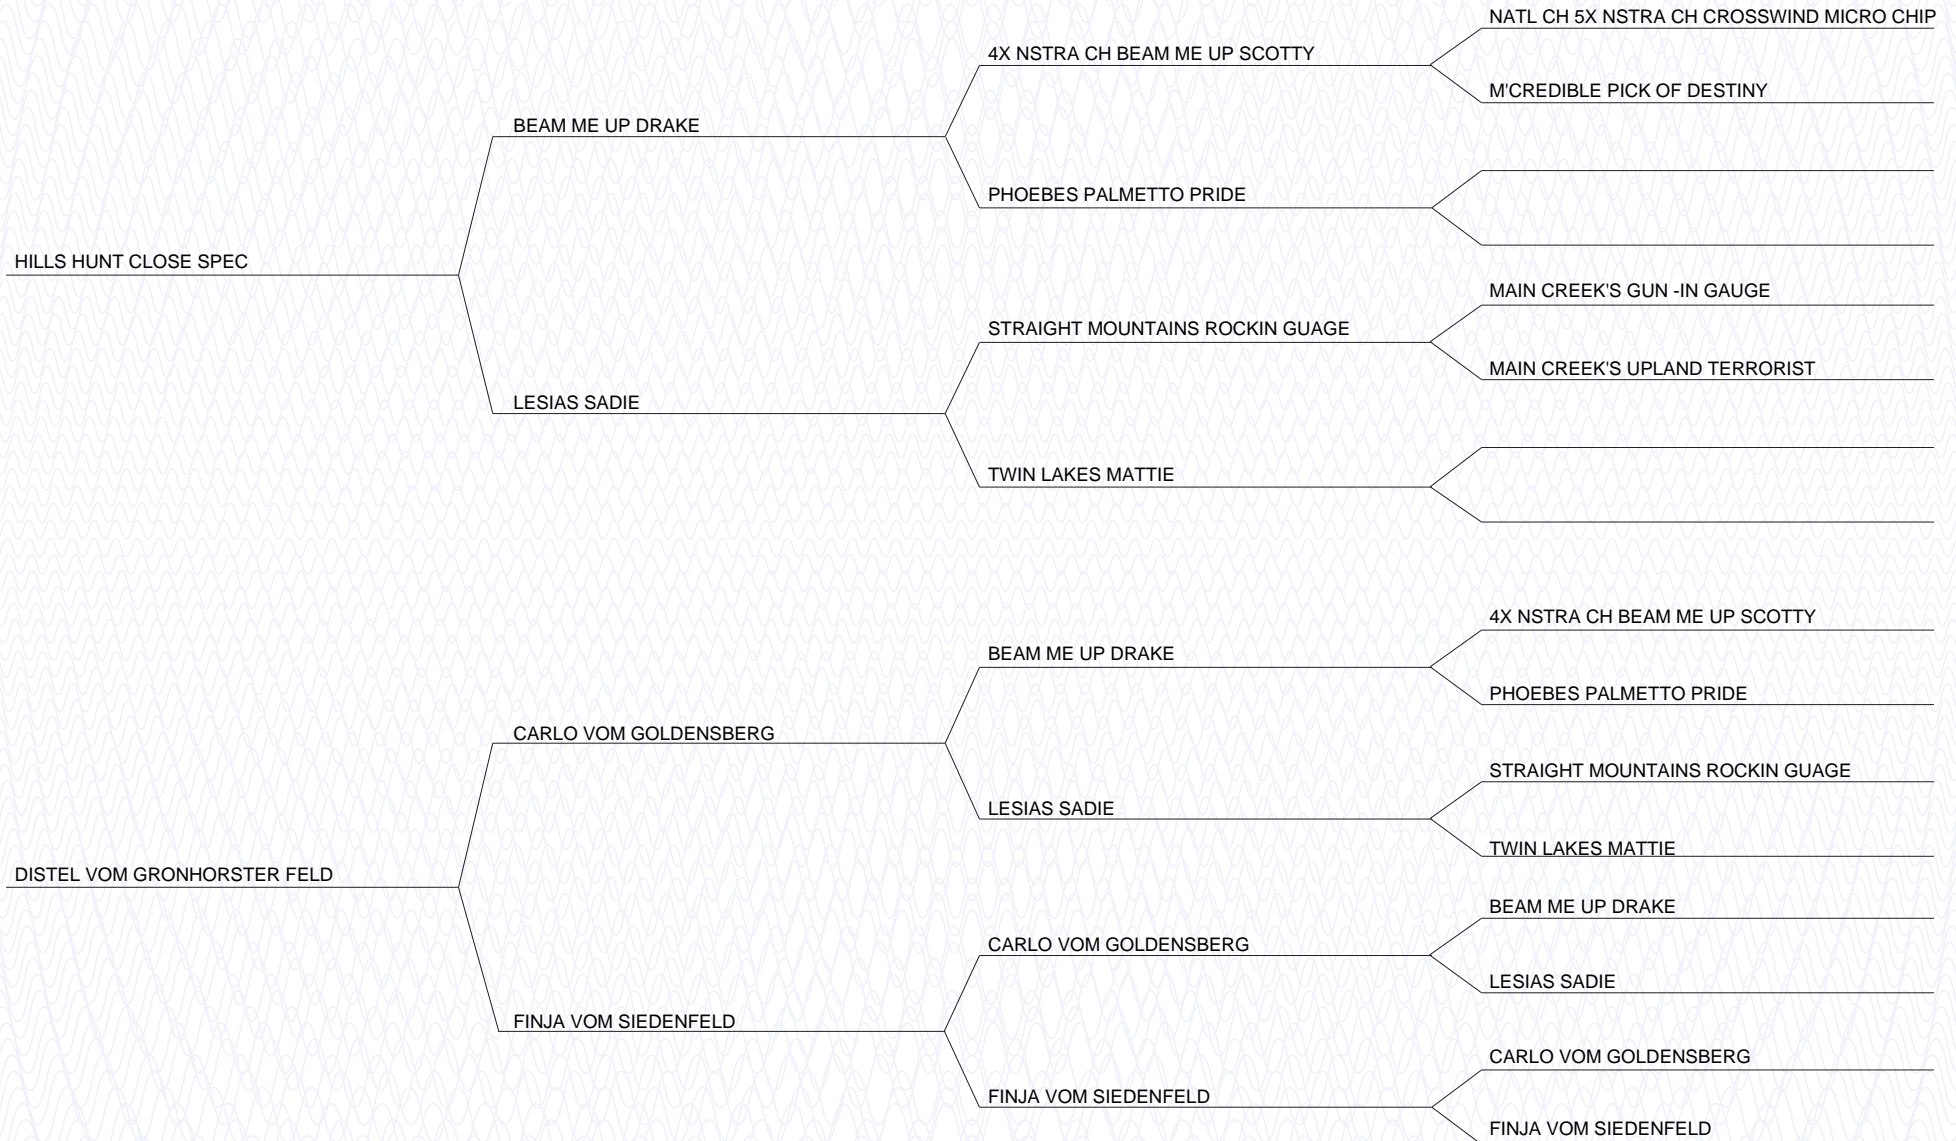 NATL CH 5X NSTRA CH CROSSWIND MICRO CHIP
4X NSTRA CH BEAM ME UP SCOTTY
M'CREDIBLE PICK OF DESTINY
BEAM ME UP DRAKE
PHOEBES PALMETTO PRIDE
HILLS HUNT CLOSE SPEC
MAIN CREEK'S GUN -IN GAUGE
STRAIGHT MOUNTAINS ROCKIN GUAGE
MAIN CREEK'S UPLAND TERRORIST
LESIAS SADIE
TWIN LAKES MATTIE
4X NSTRA CH BEAM ME UP SCOTTY
BEAM ME UP DRAKE
PHOEBES PALMETTO PRIDE
CARLO VOM GOLDENSBERG
STRAIGHT MOUNTAINS ROCKIN GUAGE
LESIAS SADIE
TWIN LAKES MATTIE
DISTEL VOM GRONHORSTER FELD
BEAM ME UP DRAKE
CARLO VOM GOLDENSBERG
LESIAS SADIE
FINJA VOM SIEDENFELD
CARLO VOM GOLDENSBERG
FINJA VOM SIEDENFELD
FINJA VOM SIEDENFELD